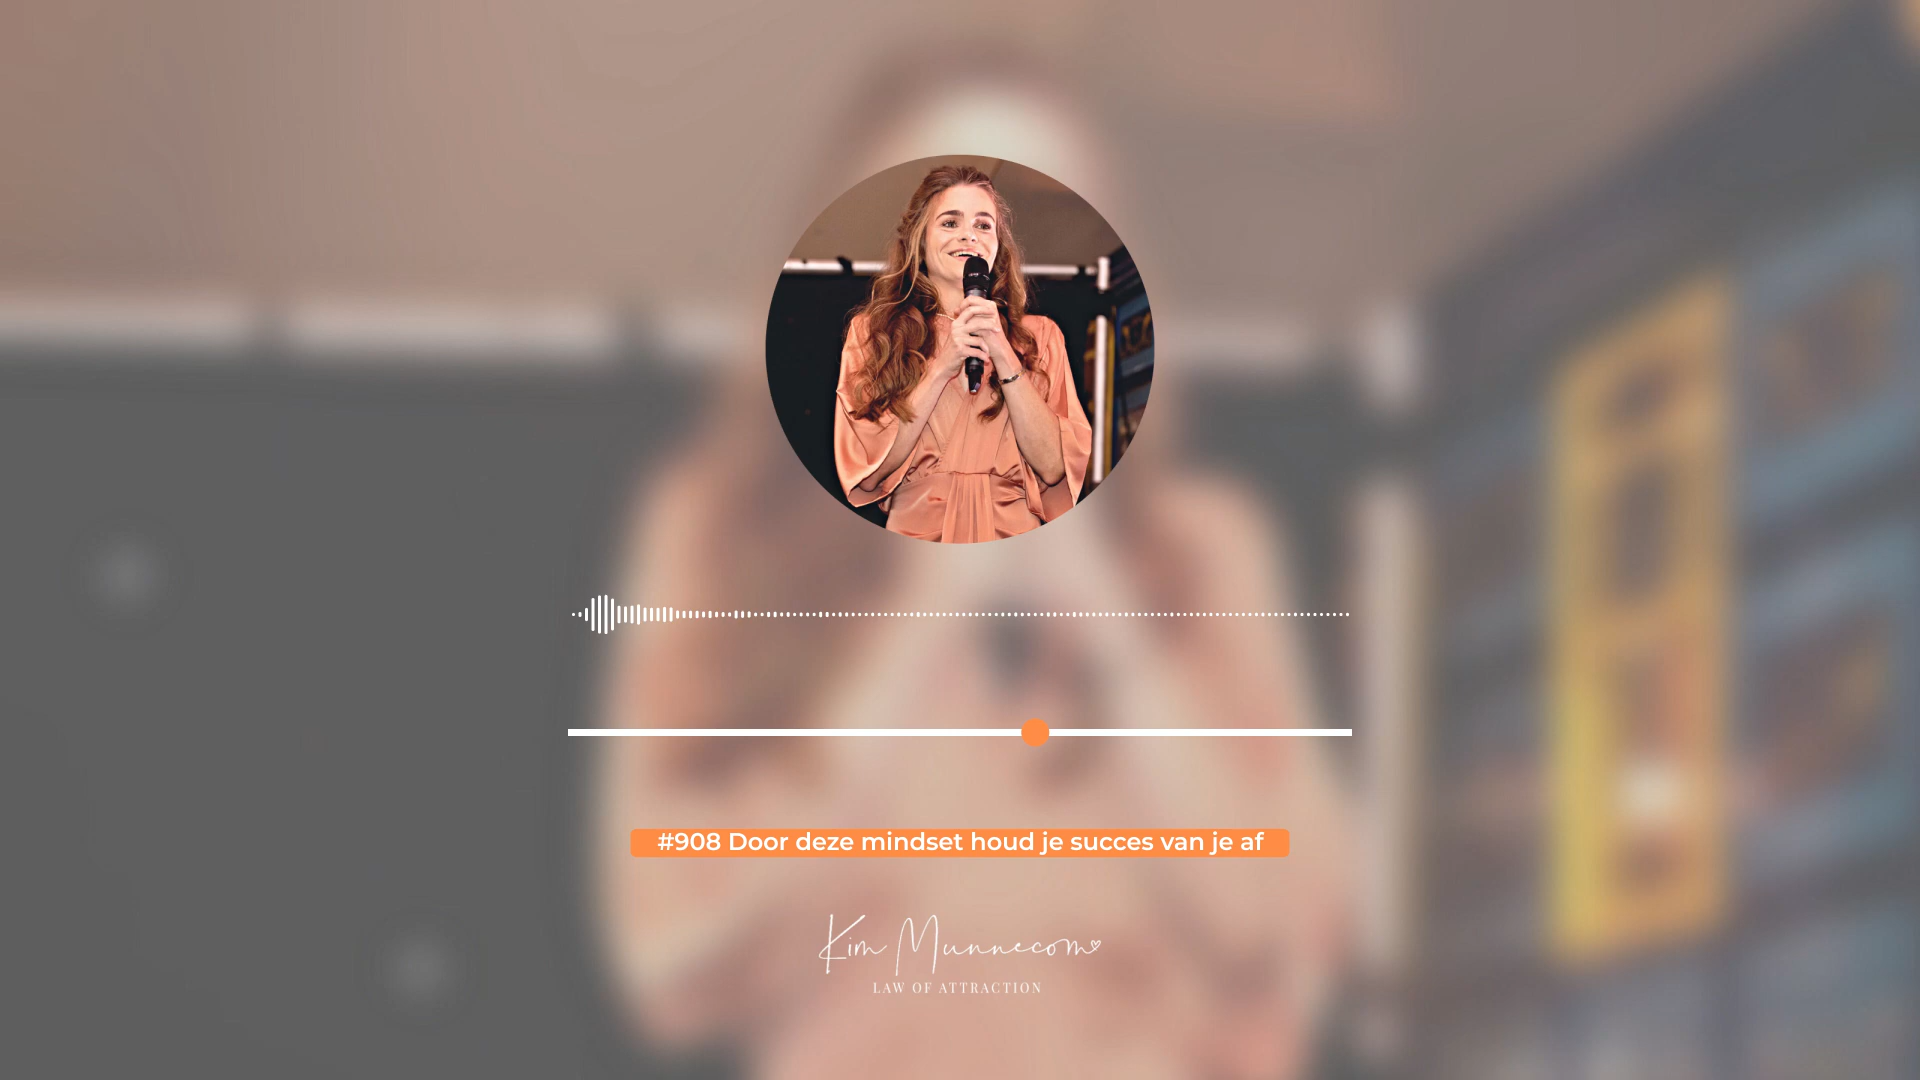 #908 Door deze mindset houd je succes van je af
Kim Munnecom
LAW OF ATTRACTION